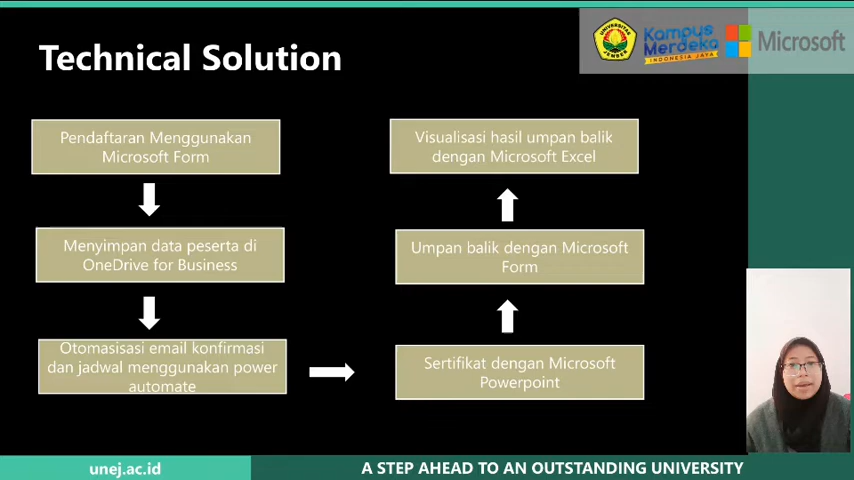 Technical Solution
UNIVERSITAS
JEMBER
Kampus
Merdeka
INDONESIA JAYA
Microsoft
Pendaftaran Menggunakan
Microsoft Form
Menyimpan data peserta di
OneDrive for Business
Otomasisasi email konfirmasi
dan jadwal menggunakan power
automate
Sertifikat dengan Microsoft
Powerpoint
Umpan balik dengan Microsoft
Form
Visualisasi hasil umpan balik
dengan Microsoft Excel
unej.ac.id
A STEP AHEAD TO AN OUTSTANDING UNIVERSITY